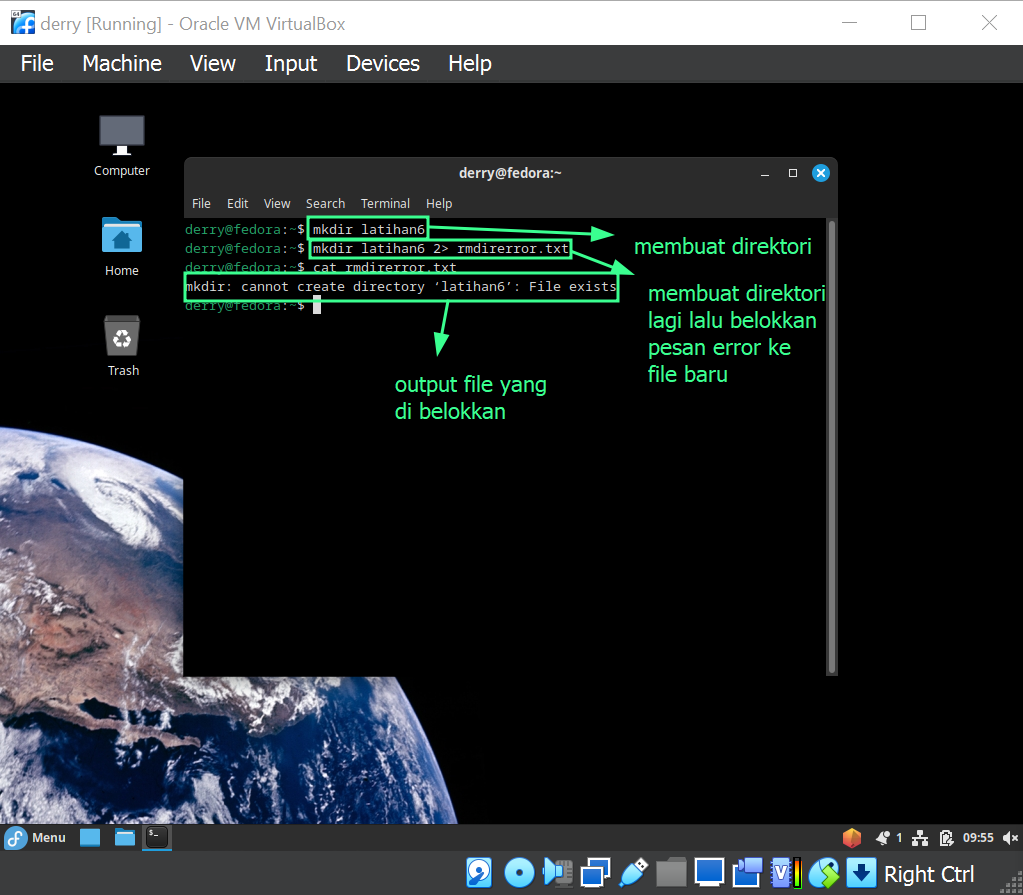 derry [Running] - Oracle VM VirtualBox
File Machine View Input Devices Help
Computer
Home
Trash
derry@fedora:~
File Edit View Search Terminal Help
derry@fedora:~$ mkdir latihan6
derry@fedora:~$ mkdir latihan6 2> rmdirerror.txt
derry@fedora:~$ cat rmdirerror.txt
mkdir: cannot create directory ‘latihan6’: File exists
derry@fedora:~$
membuat direktori
membuat direktori
lagi lalu belokkan
pesan error ke
file baru
output file yang
di belokkan
Menu
1
09:55
Right Ctrl